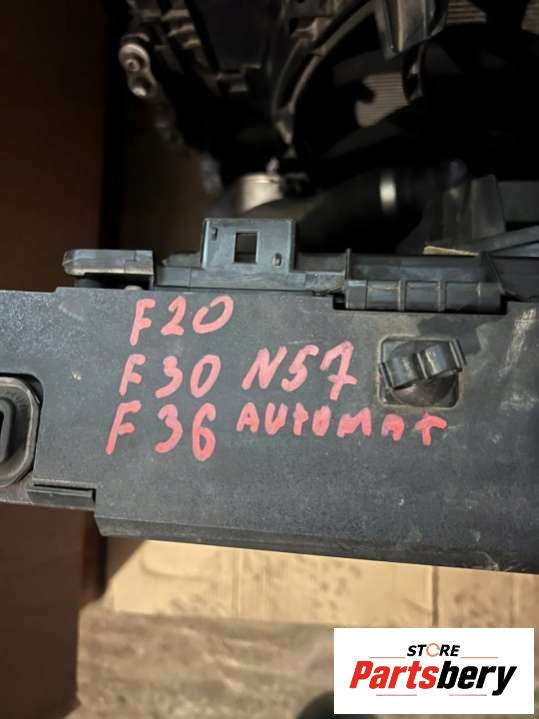 F20
F30 N57
F36 AUTOMAT
STORE
Partsbery